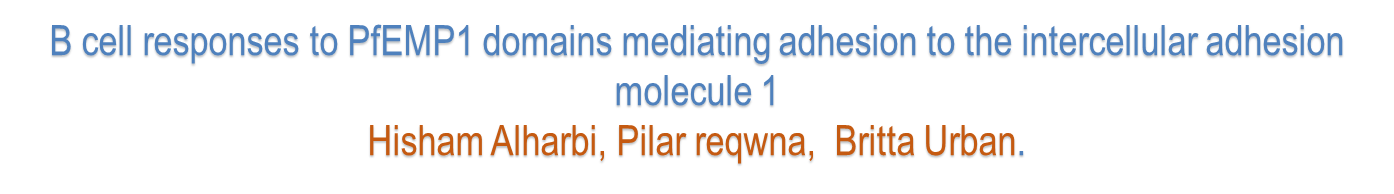 B cell responses to PfEMP1 domains mediating adhesion to the intercellular adhesion
molecule 1
Hisham Alharbi, Pilar reqwna, Britta Urban.